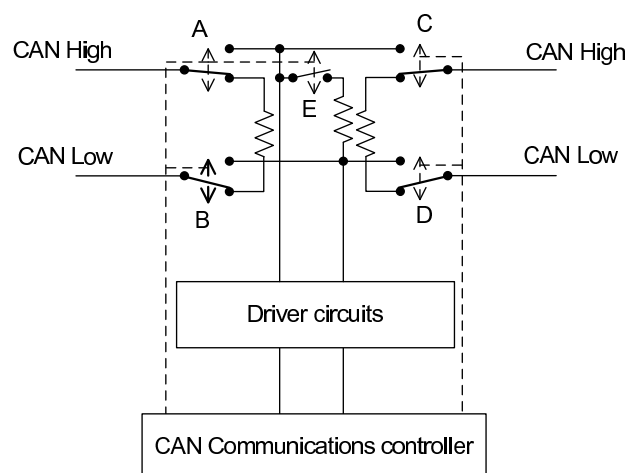 A
C
CAN High
CAN High
E
CAN Low
CAN Low
B
D
Driver circuits
CAN Communications controller